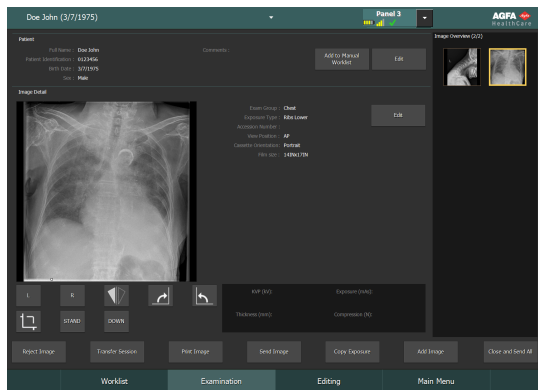 Doe John (3/7/1975)
Panel 3
AGFA
HealthCare
Patient
Full Name : Doe John
Comments :
Patient Identification : 0123456
Birth Date : 3/7/1975
Sex : Male
Add to Manual Worklist
Edit
Image Overview (2/2)
Image Detail
Exam Group : Chest
Exposure Type : Ribs Lower
Accession Number :
View Position : AP
Cassette Orientation : Portrait
Film size : 14INx17IN
Edit
L
R
STAND
DOWN
KVP (kV):
Exposure (mAs):
Thickness (mm):
Compression (N):
Reject Image
Transfer Session
Print Image
Send Image
Copy Exposure
Add Image
Close and Send All
Worklist
Examination
Editing
Main Menu